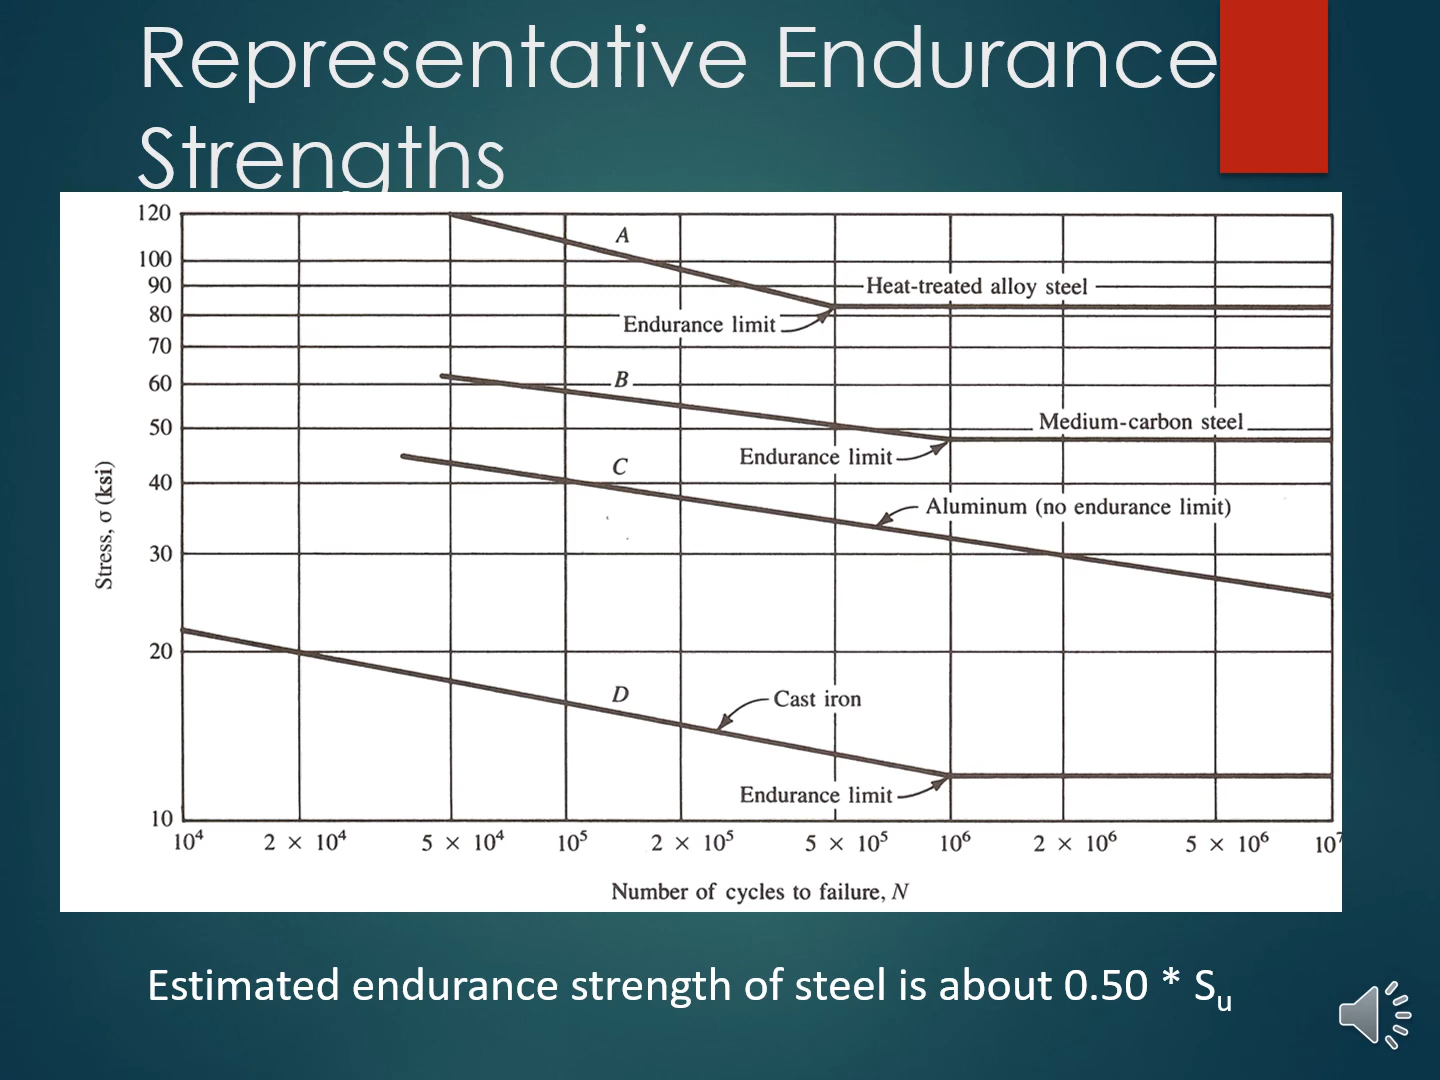 Representative Endurance
Strengths
120
A
100
90
Heat-treated alloy steel
80
Endurance limit
70
60
B
50
Medium-carbon steel
Endurance limit
C
40
Aluminum (no endurance limit)
Stress, σ (ksi)
30
20
D
Cast iron
Endurance limit
10
10⁴ 2 × 10⁴ 5 × 10⁴ 10⁵ 2 × 10⁵ 5 × 10⁵ 10⁶ 2 × 10⁶ 5 × 10⁶ 10⁷
Number of cycles to failure, N
Estimated endurance strength of steel is about 0.50 * Sᵤ